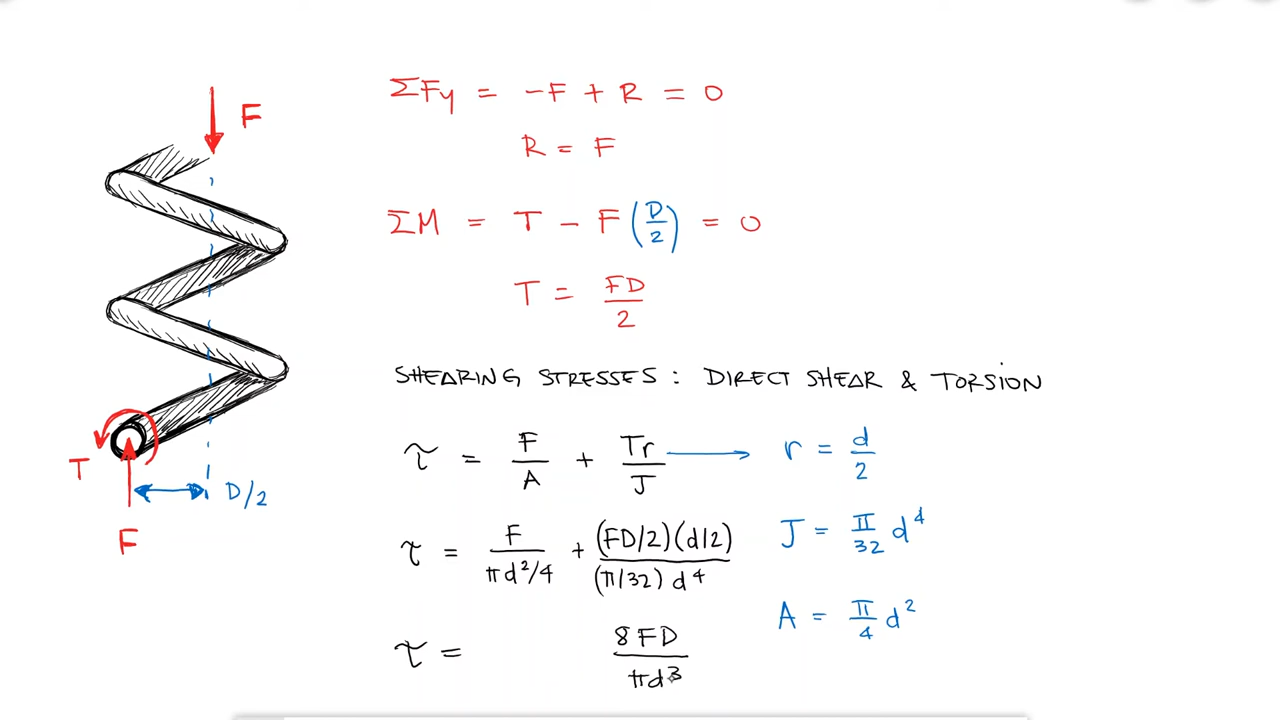 F
ΣFy = -F + R = 0
R = F
ΣM = T - F (D/2) = 0
T = FD/2
SHEARING STRESSES: DIRECT SHEAR & TORSION
τ = F/A + Tr/J → r = d/2
T
D/2
F
τ = F/(πd²/4) + (FD/2)(d/2)/(π/32)d⁴
J = π/32 d⁴
A = π/4 d²
τ = 8FD/πd³